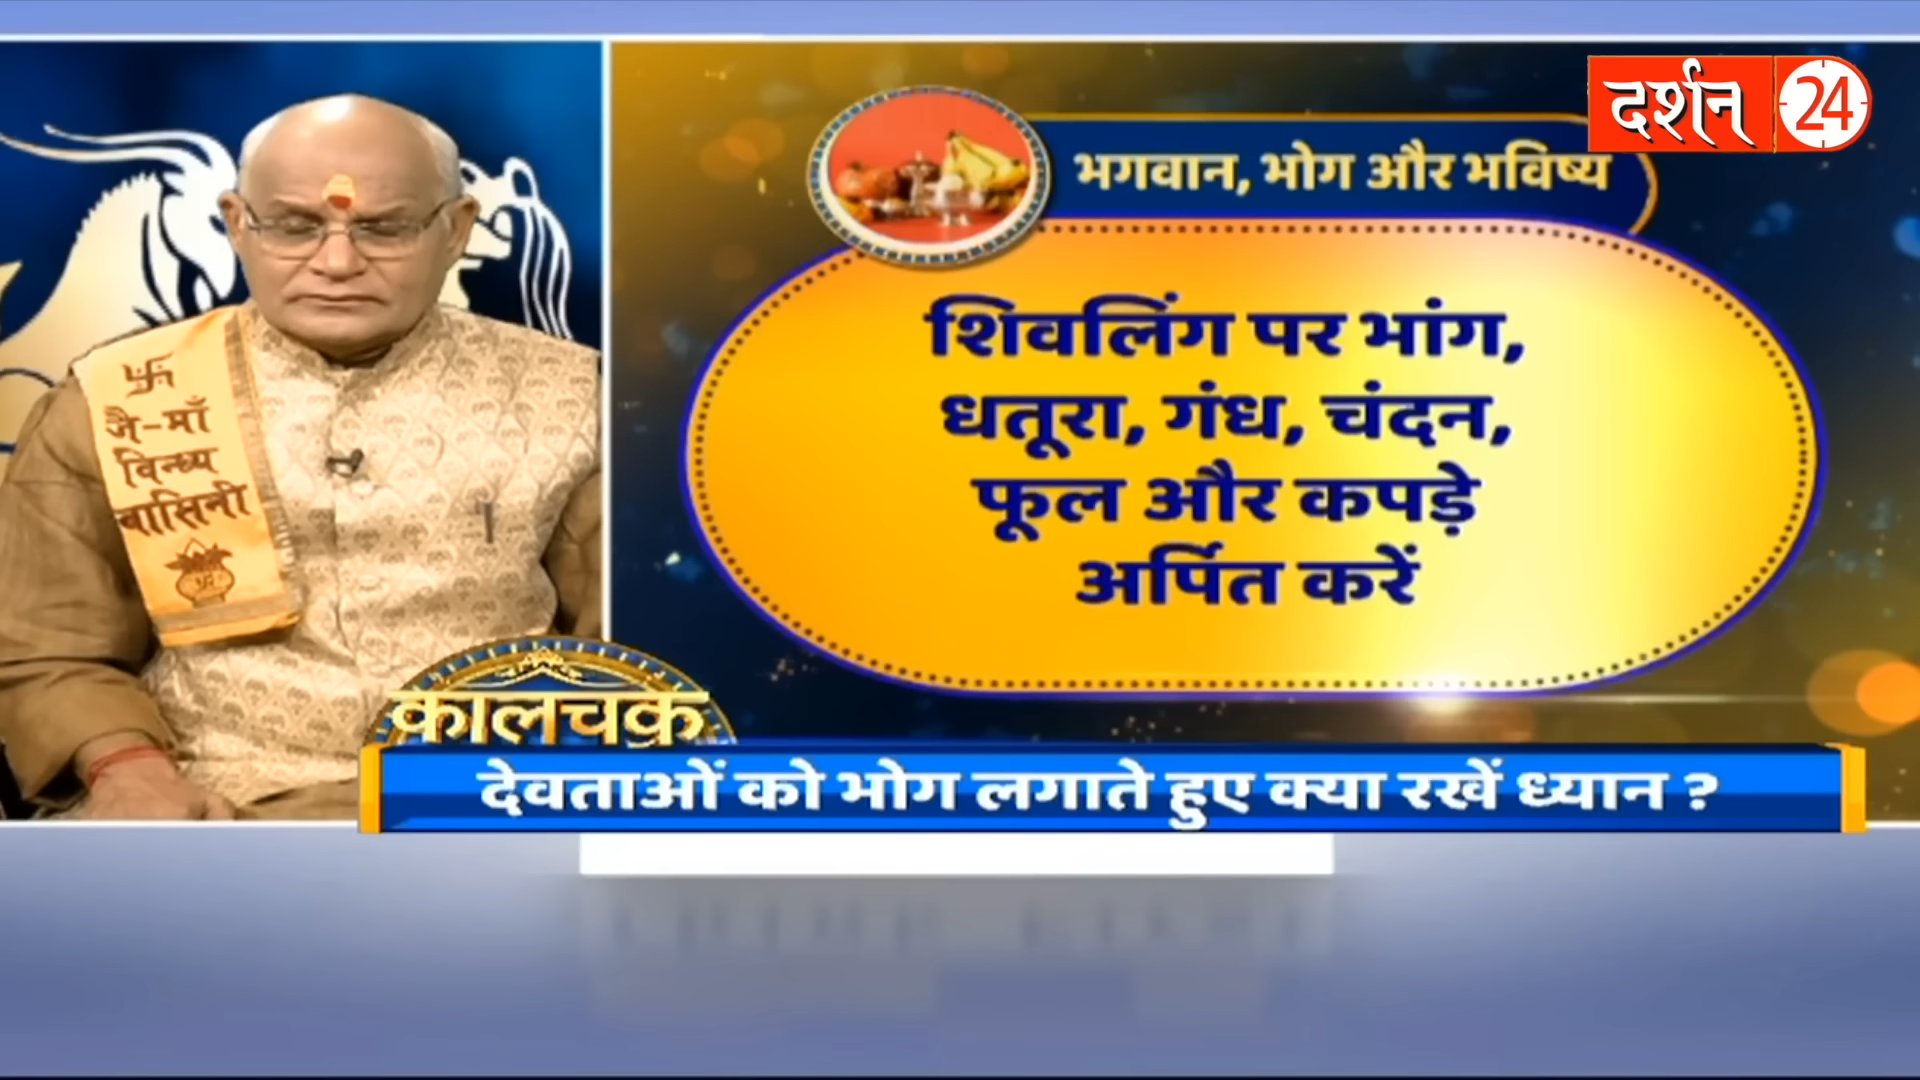 दर्शन 24
भगवान, भोग और भविष्य
शिवलिंग पर भांग,
धतूरा, गंध, चंदन,
फूल और कपड़े
अर्पित करें
जै-माँ
विन्ध्य
वासिनी
कालचक्र
देवताओं को भोग लगाते हुए क्या रखें ध्यान ?